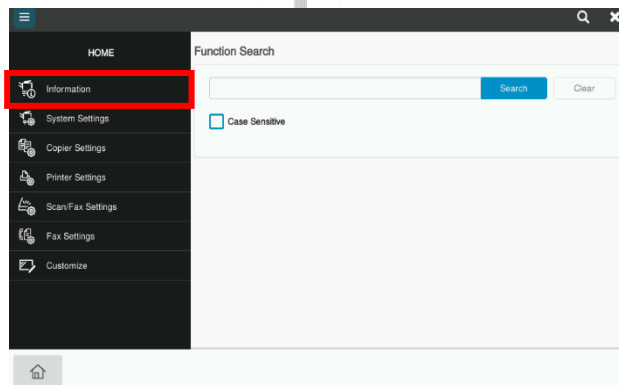 HOME
Function Search
Information
Search
Clear
System Settings
Case Sensitive
Copier Settings
Printer Settings
Scan/Fax Settings
Fax Settings
Customize